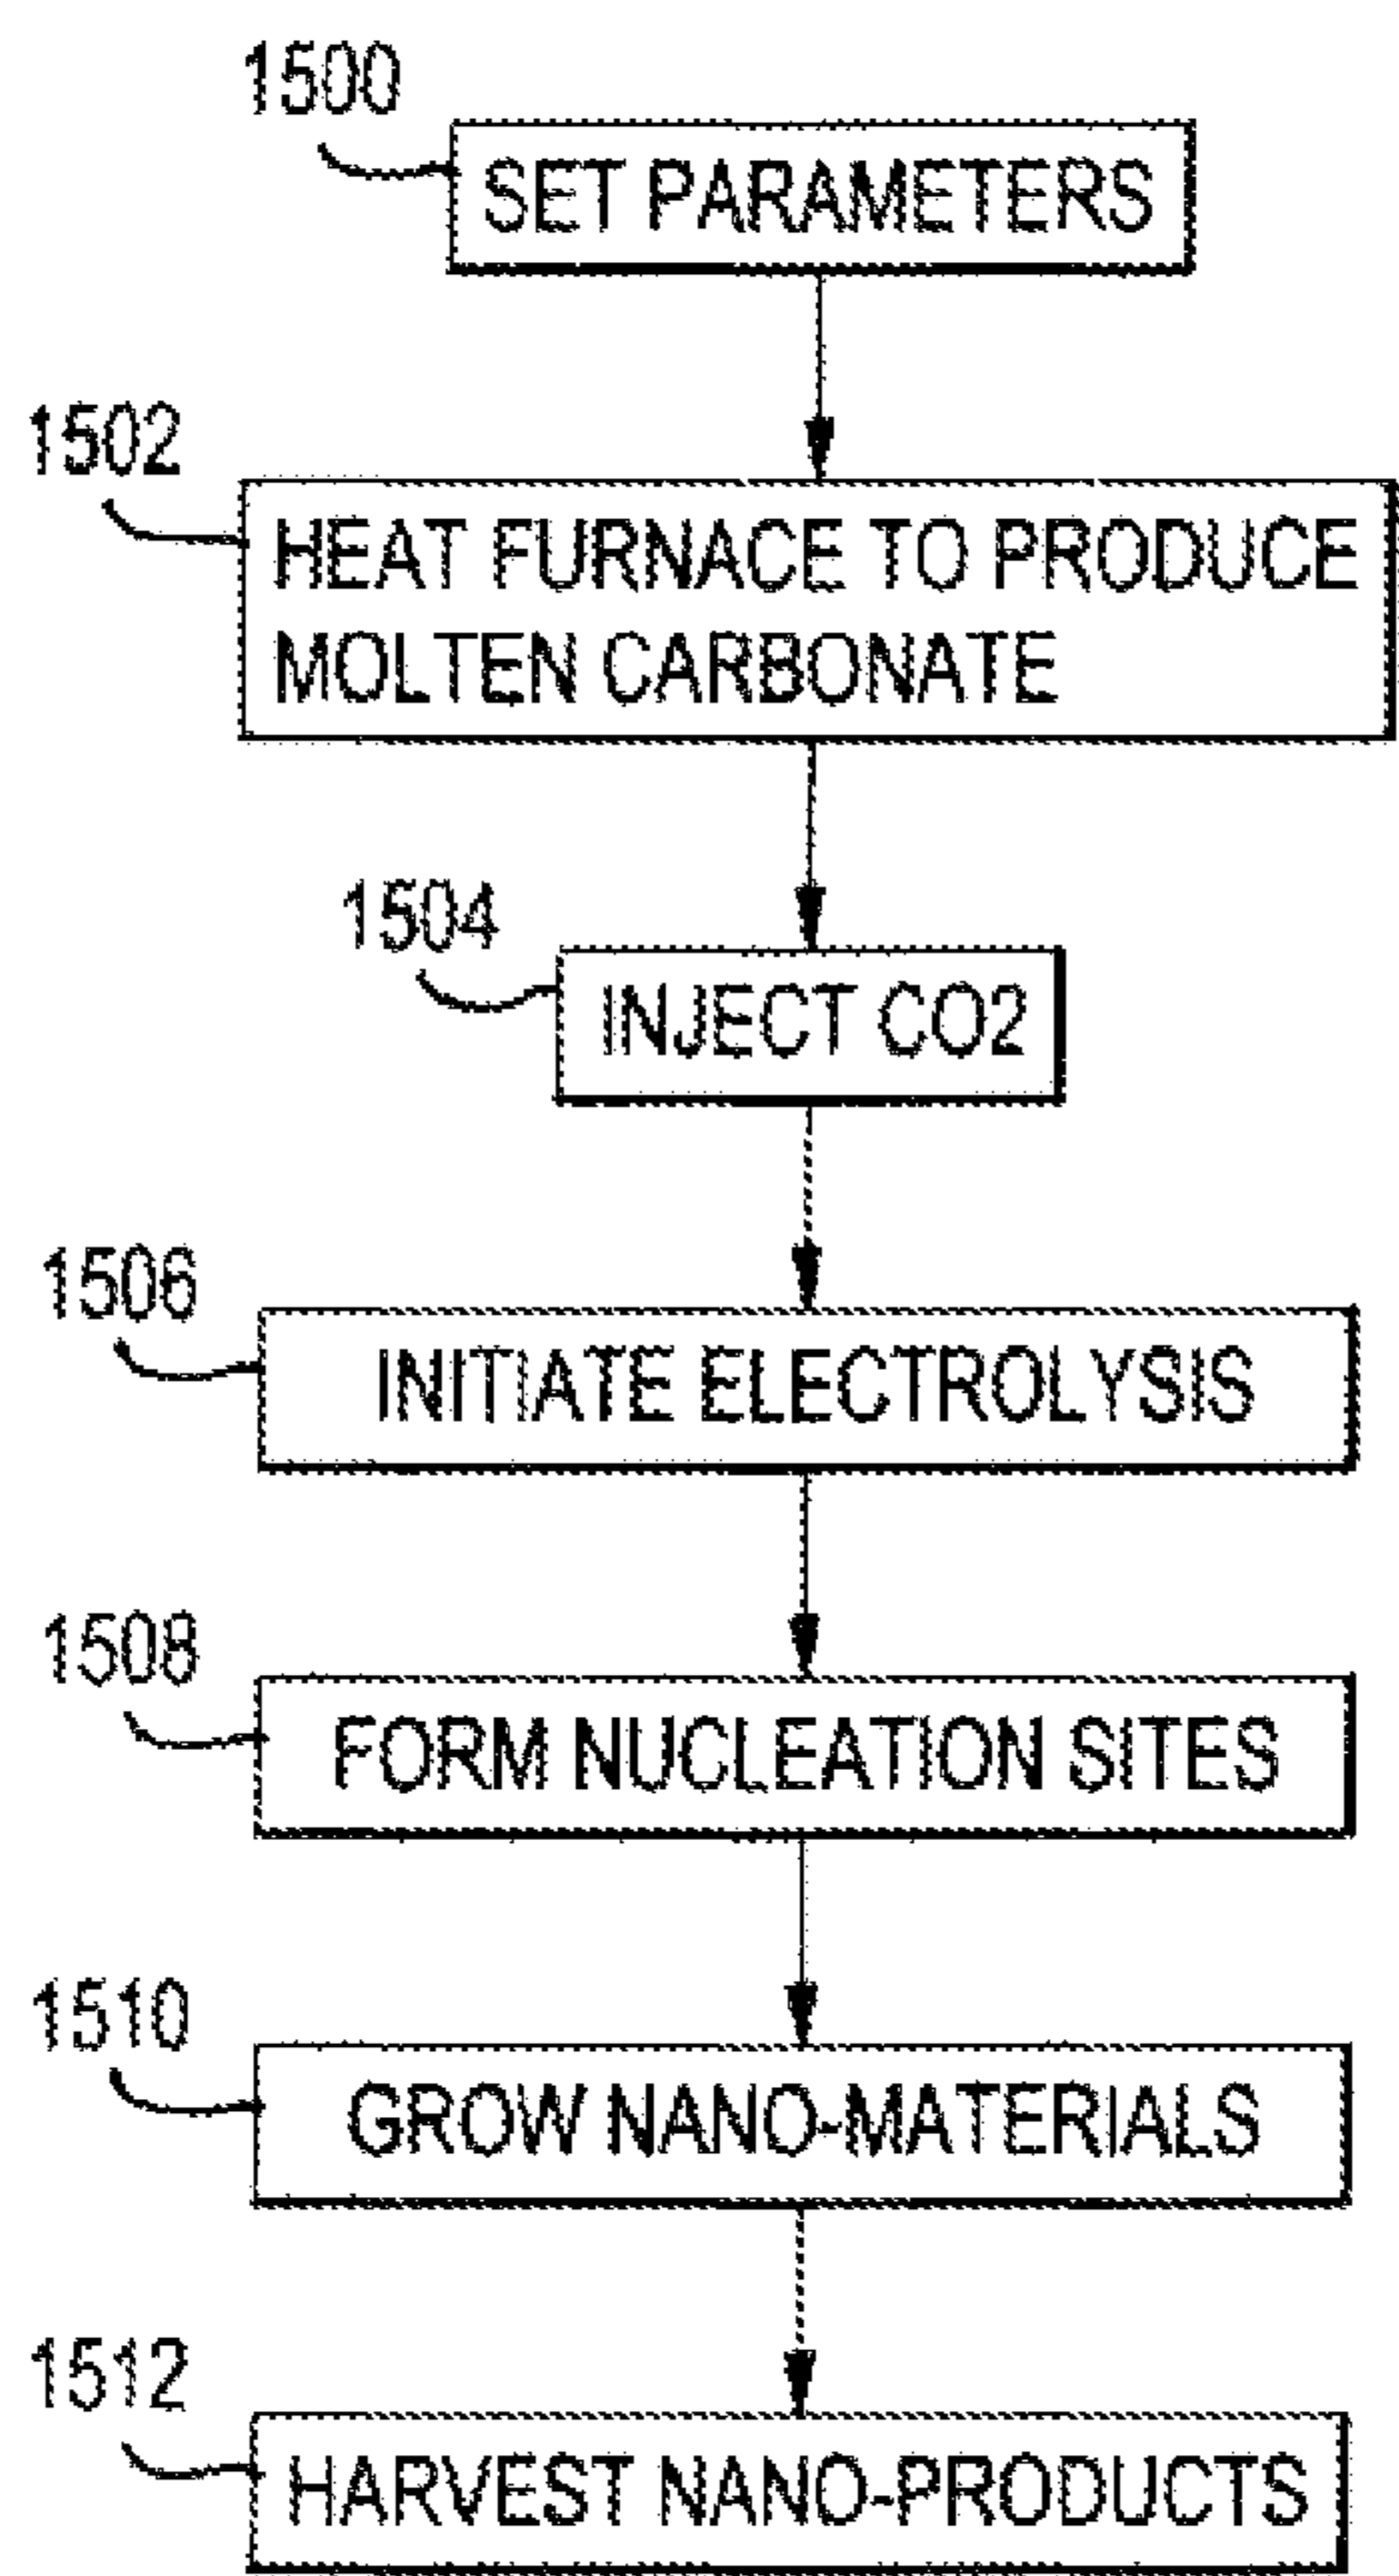 1500
SET PARAMETERS
1502
HEAT FURNACE TO PRODUCE
MOLTEN CARBONATE
1504
INJECT CO2
1506
INITIATE ELECTROLYSIS
1508
FORM NUCLEATION SITES
1510
GROW NANO-MATERIALS
1512
HARVEST NANO-PRODUCTS